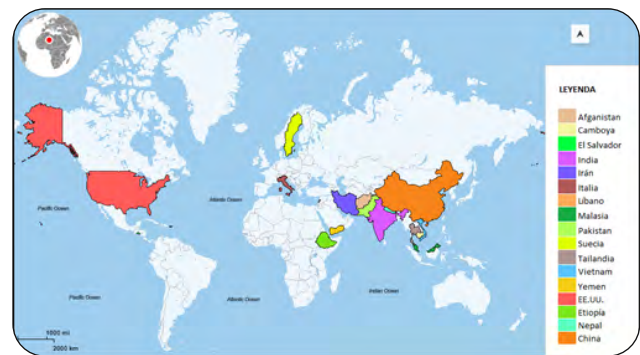 A
LEYENDA
Afganistan
Camboya
El Salvador
India
Irán
Italia
Líbano
Malasia
Pakistan
Suecia
Tailandia
Vietnam
Yemen
EE.UU.
Etiopía
Nepal
China
Pacific Ocean
Atlantic Ocean
Indian Ocean
Pacific Ocean
Atlantic Ocean
1000 mi
2000 km